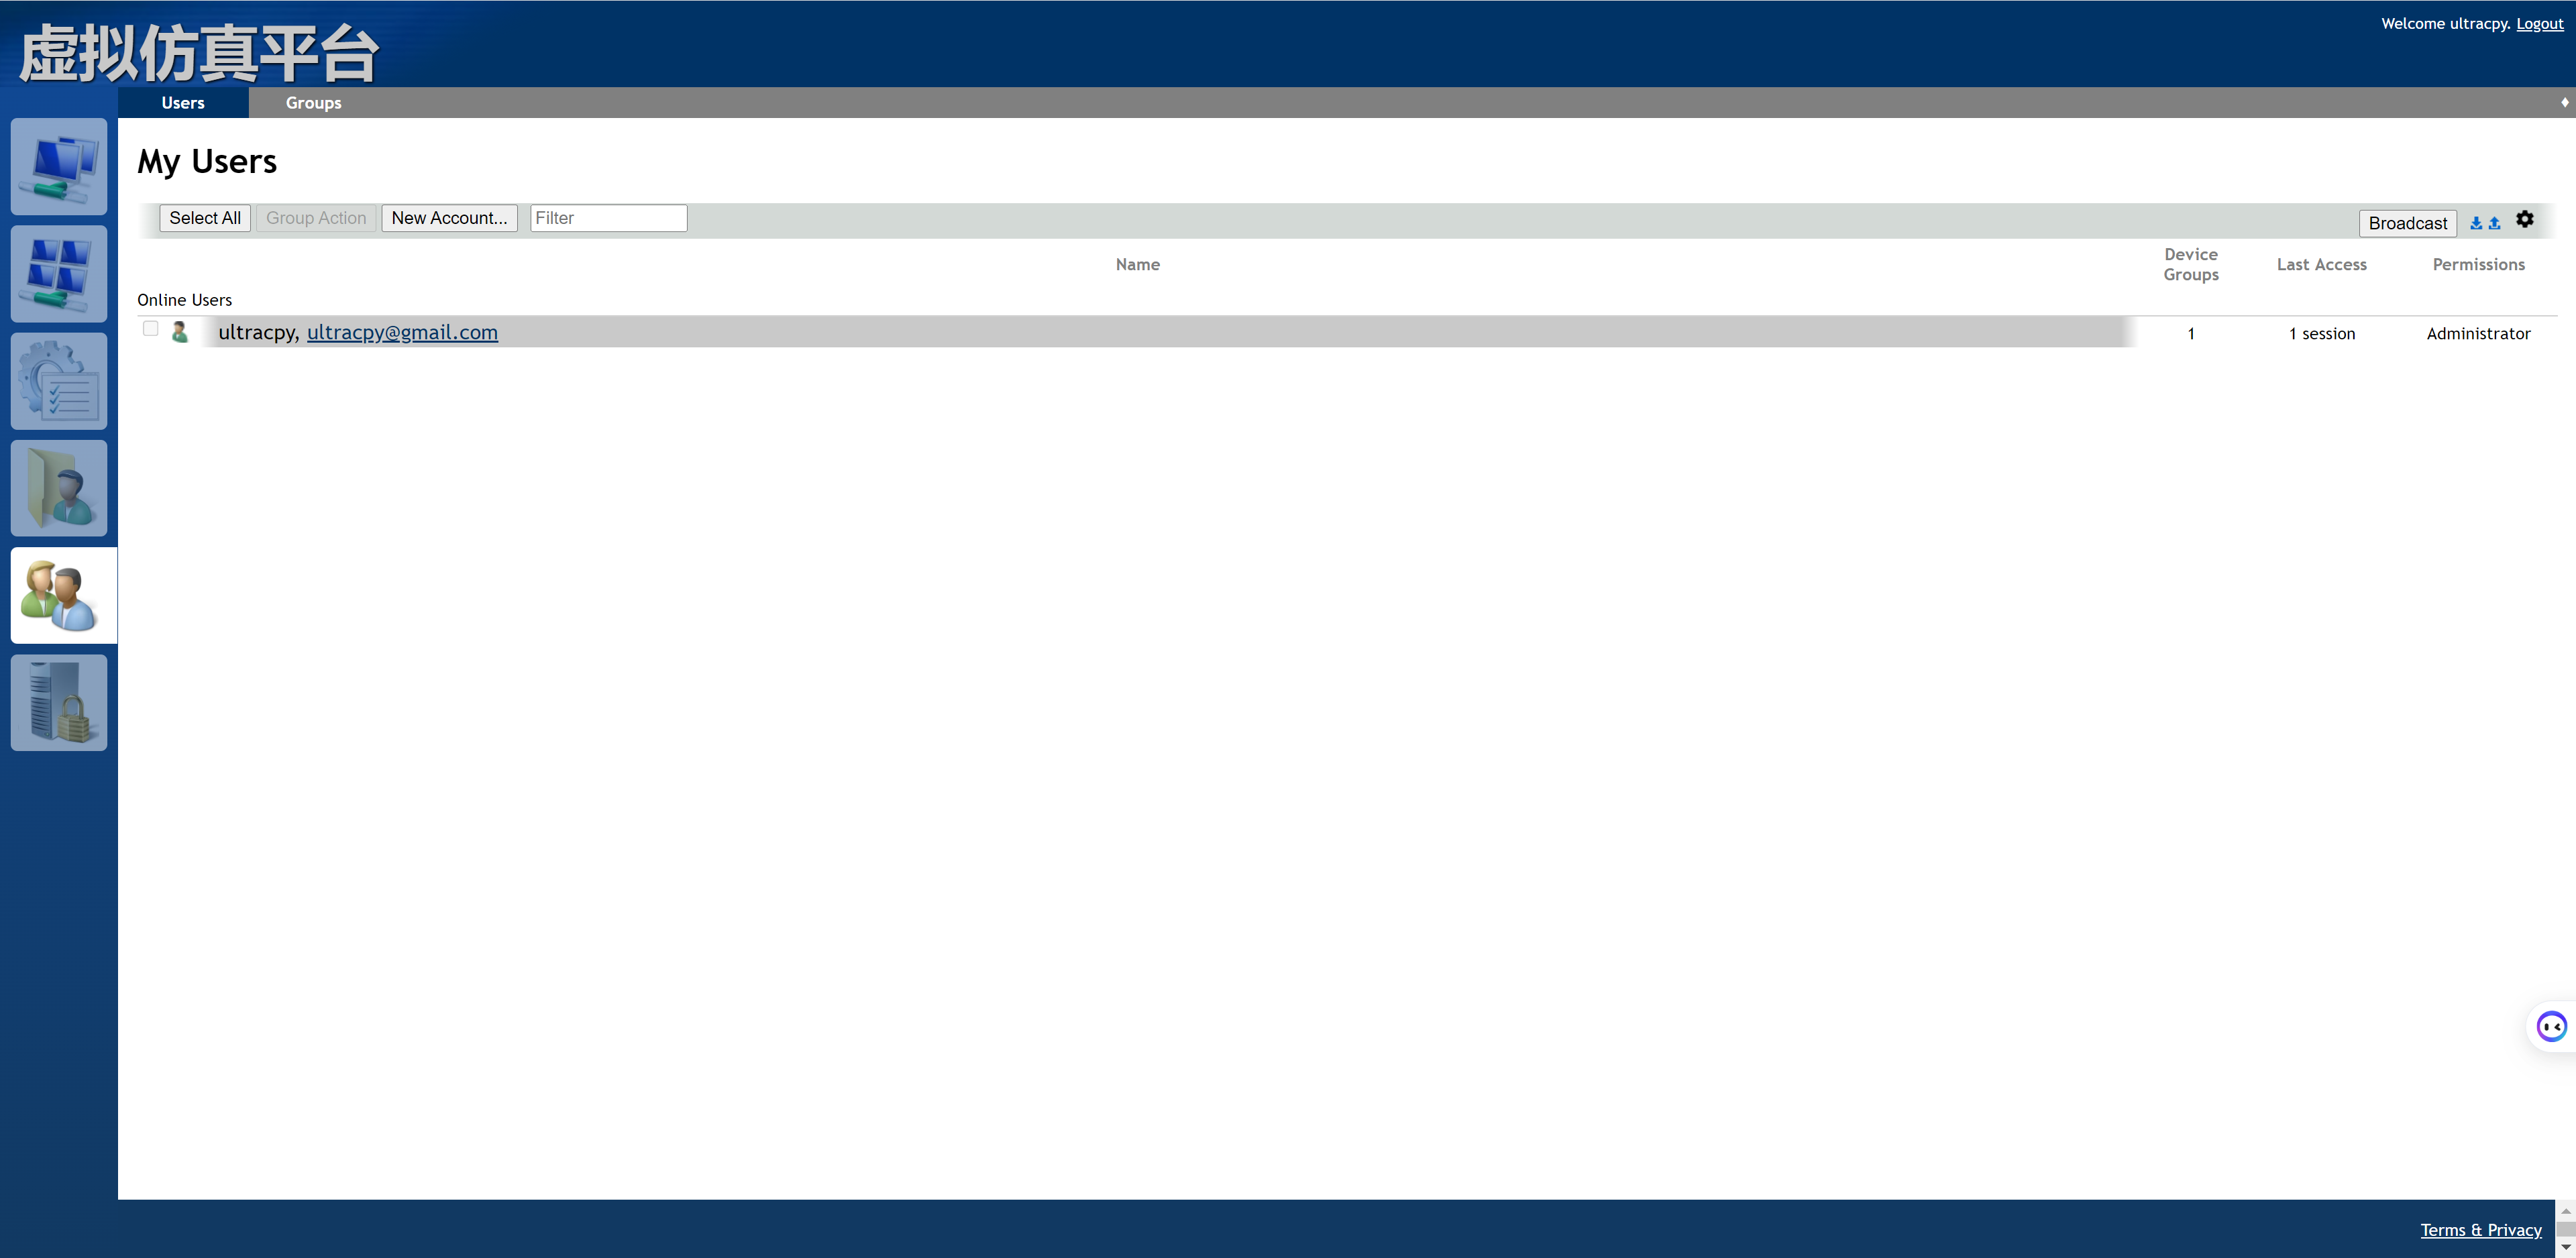 虚拟仿真平台
Welcome ultracpy. Logout
Users
Groups
My Users
Select All
Group Action
New Account...
Filter
Broadcast
Name
Device Groups
Last Access
Permissions
Online Users
ultracpy, ultracpy@gmail.com
1
1 session
Administrator
Terms & Privacy